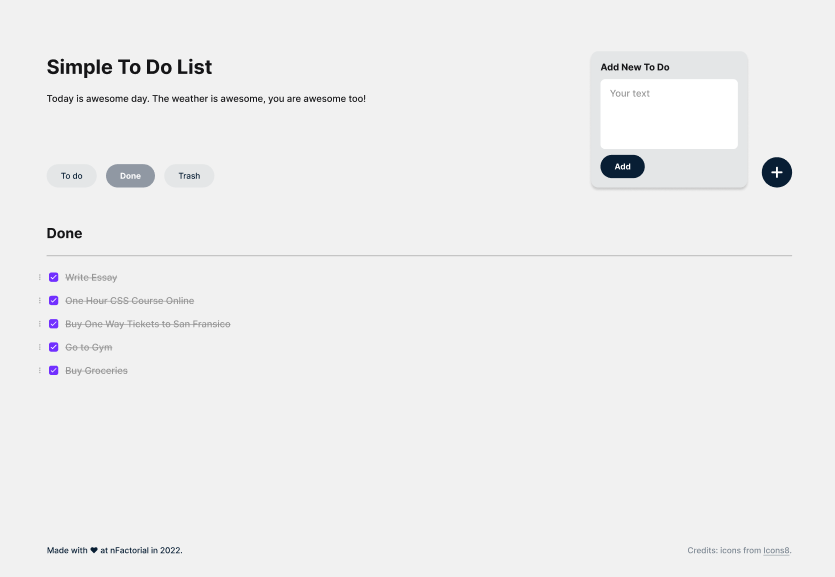 Simple To Do List
Today is awesome day. The weather is awesome, you are awesome too!
Add New To Do
Your text
Add
To do
Done
Trash
Done
Write Essay
One Hour CSS Course Online
Buy One Way Tickets to San Fransico
Go to Gym
Buy Groceries
Made with ♥ at nFactorial in 2022.
Credits: icons from Icons8.